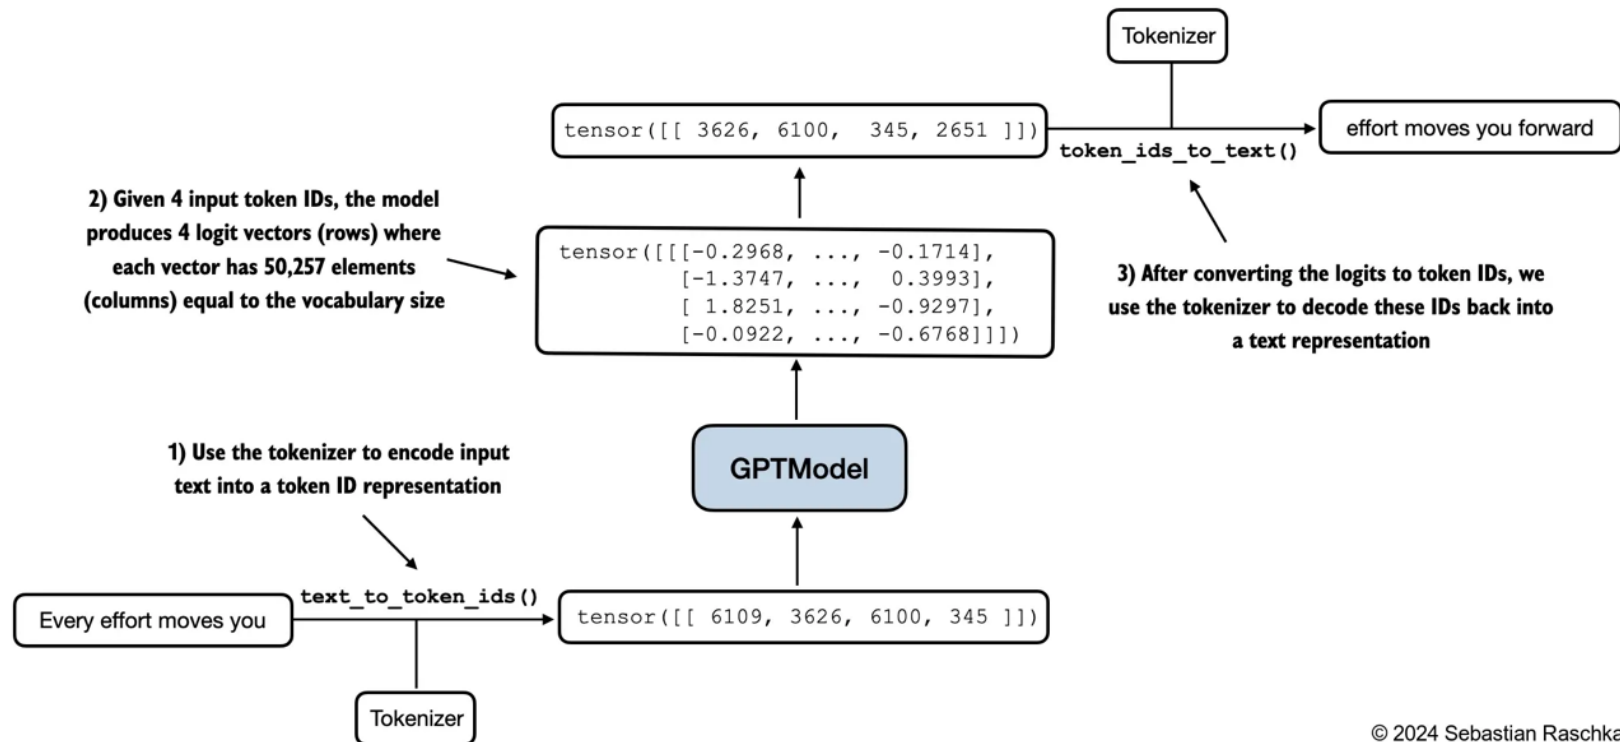 Tokenizer
tensor([[ 3626, 6100,  345, 2651 ]])
token_ids_to_text()
effort moves you forward
2) Given 4 input token IDs, the model
produces 4 logit vectors (rows) where
each vector has 50,257 elements
(columns) equal to the vocabulary size
tensor([[[-0.2968, ..., -0.1714],
[-1.3747, ...,  0.3993],
[ 1.8251, ..., -0.9297],
[-0.0922, ..., -0.6768]]])
3) After converting the logits to token IDs, we
use the tokenizer to decode these IDs back into
a text representation
GPTModel
1) Use the tokenizer to encode input
text into a token ID representation
Every effort moves you
text_to_token_ids()
tensor([[ 6109, 3626, 6100, 345 ]])
Tokenizer
© 2024 Sebastian Raschka